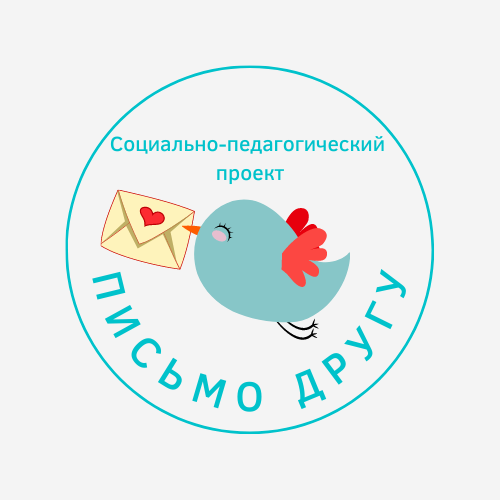 Социально-педагогический
проект
ПИСЬМО ДРУГУ